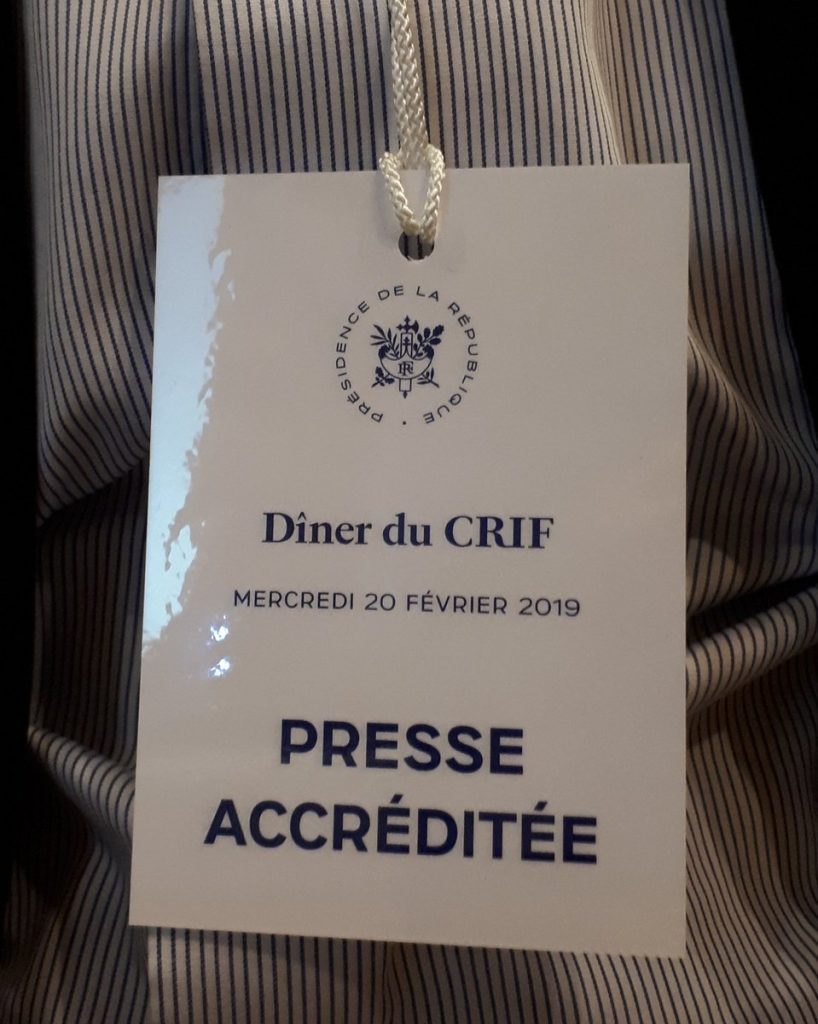 PRÉSIDENCE DE LA RÉPUBLIQUE
RF
Dîner du CRIF
MERCREDI 20 FÉVRIER 2019
PRESSE
ACCRÉDITÉE